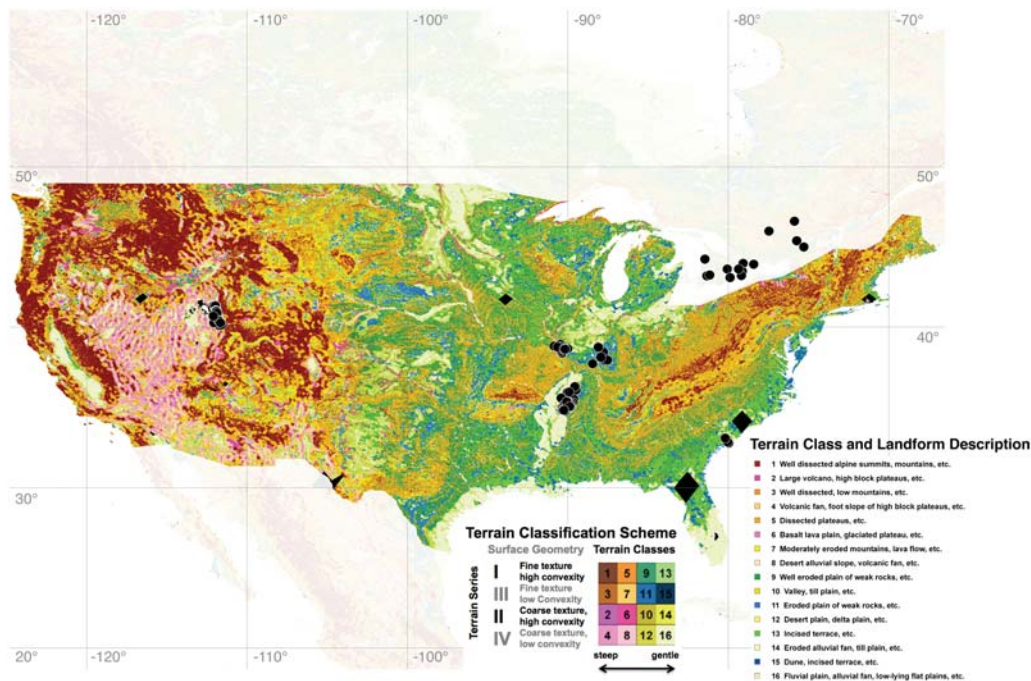 -120° -110° -100° -90° -80° -70°
50° 50°
40°
30°
Terrain Class and Landform Description
1 Well dissected alpine summits, mountains, etc.
2 Large volcano, high block plateaus, etc.
3 Well dissected, low mountains, etc.
4 Volcanic fan, foot slope of high block plateaus, etc.
5 Dissected plateaus, etc.
6 Basalt lava plain, glaciated plateau, etc.
7 Moderately eroded mountains, lava flow, etc.
8 Desert alluvial slope, volcanic fan, etc.
9 Well eroded plain of weak rocks, etc.
10 Valley, till plain, etc.
11 Eroded plain of weak rocks, etc.
12 Desert plain, delta plain, etc.
13 Incised terrace, etc.
14 Eroded alluvial fan, till plain, etc.
15 Dune, incised terrace, etc.
16 Fluvial plain, alluvial fan, low-lying flat plains, etc.
Terrain Classification Scheme
Surface Geometry Terrain Classes
Terrain Series
I Fine texture
high convexity
III Fine texture
low Convexity
II Coarse texture,
high convexity
IV Coarse texture,
low convexity
1 5 9 13
3 7 11 15
2 6 10 14
4 8 12 16
steep gentle
20°
-120° -110° -100° -90° -80°